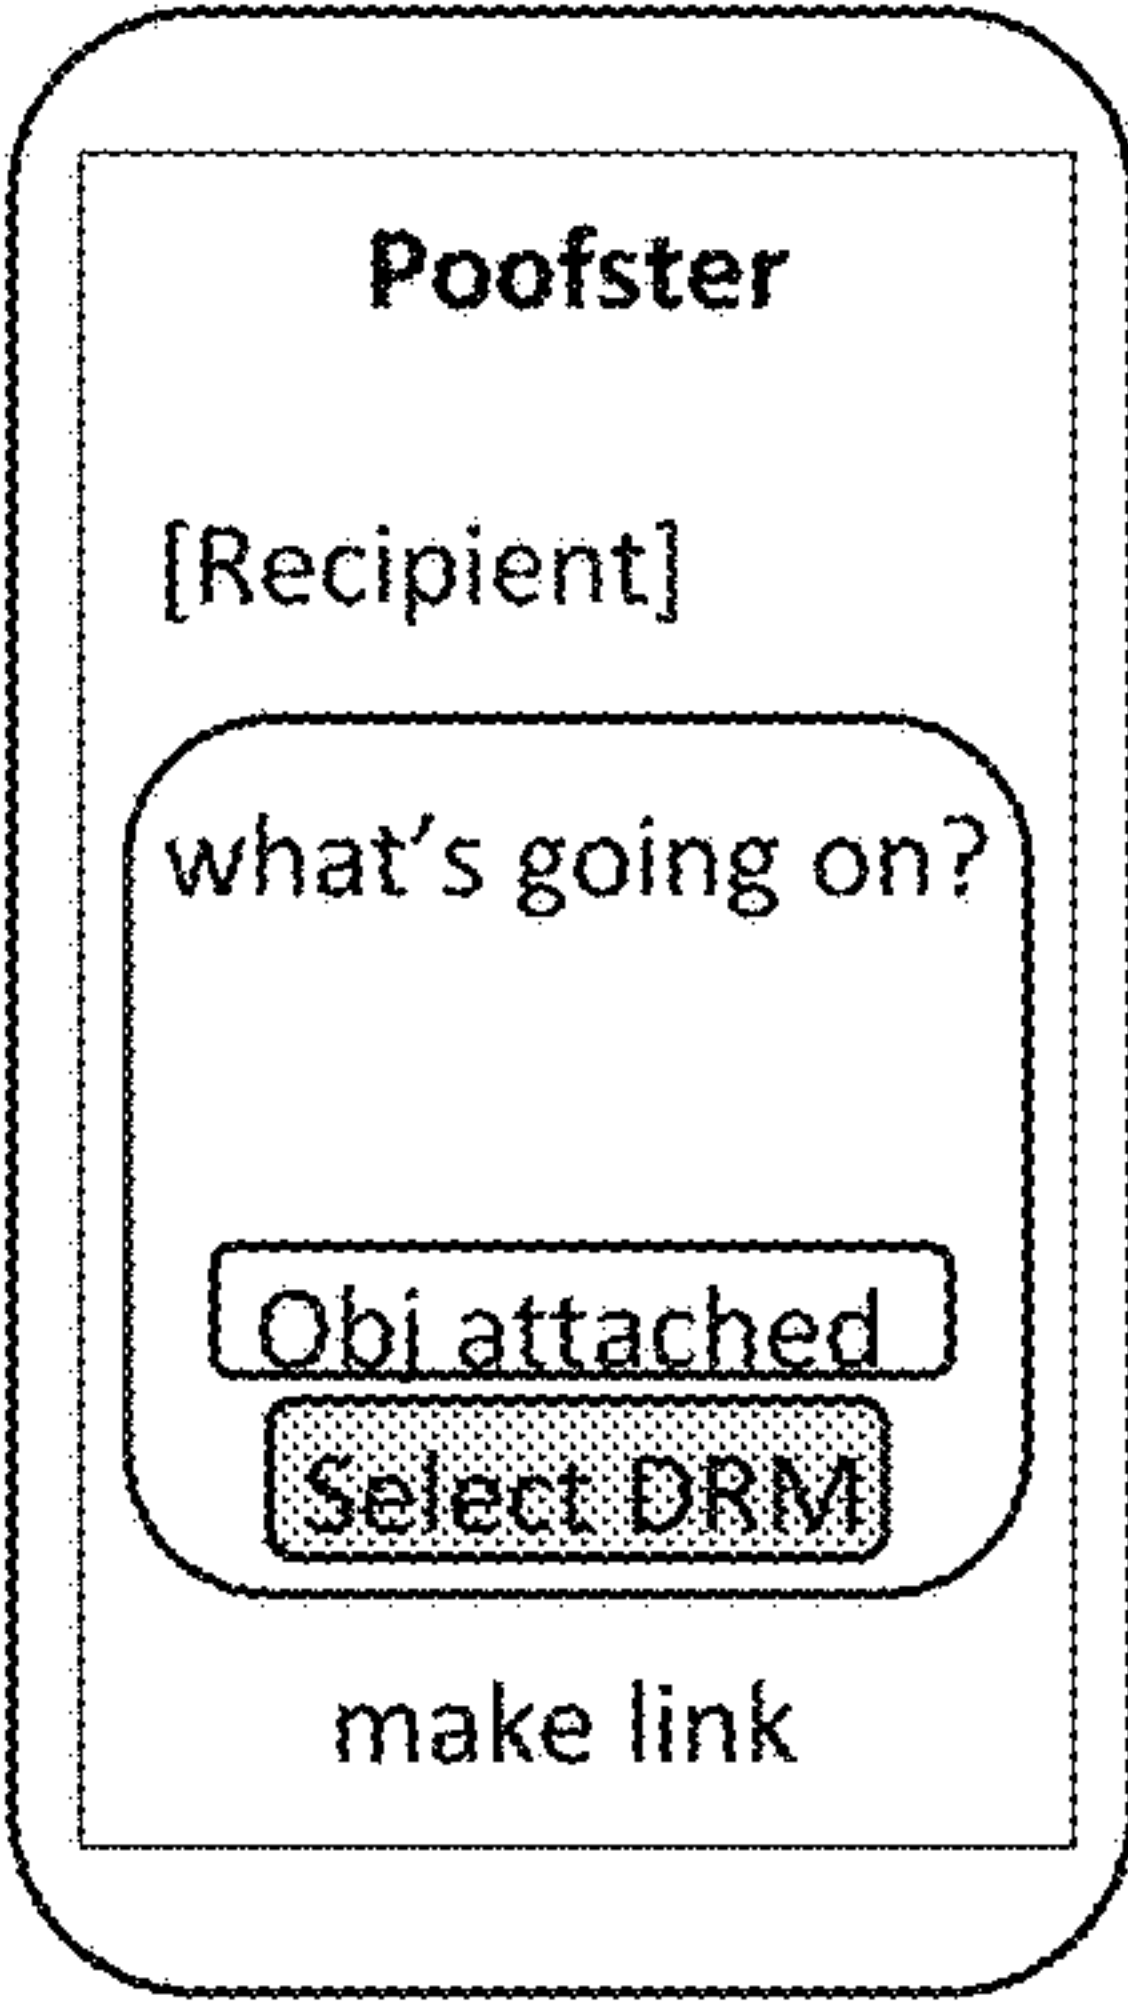 Poofster
[Recipient]
what's going on?
Obj attached
Select DRM
make link